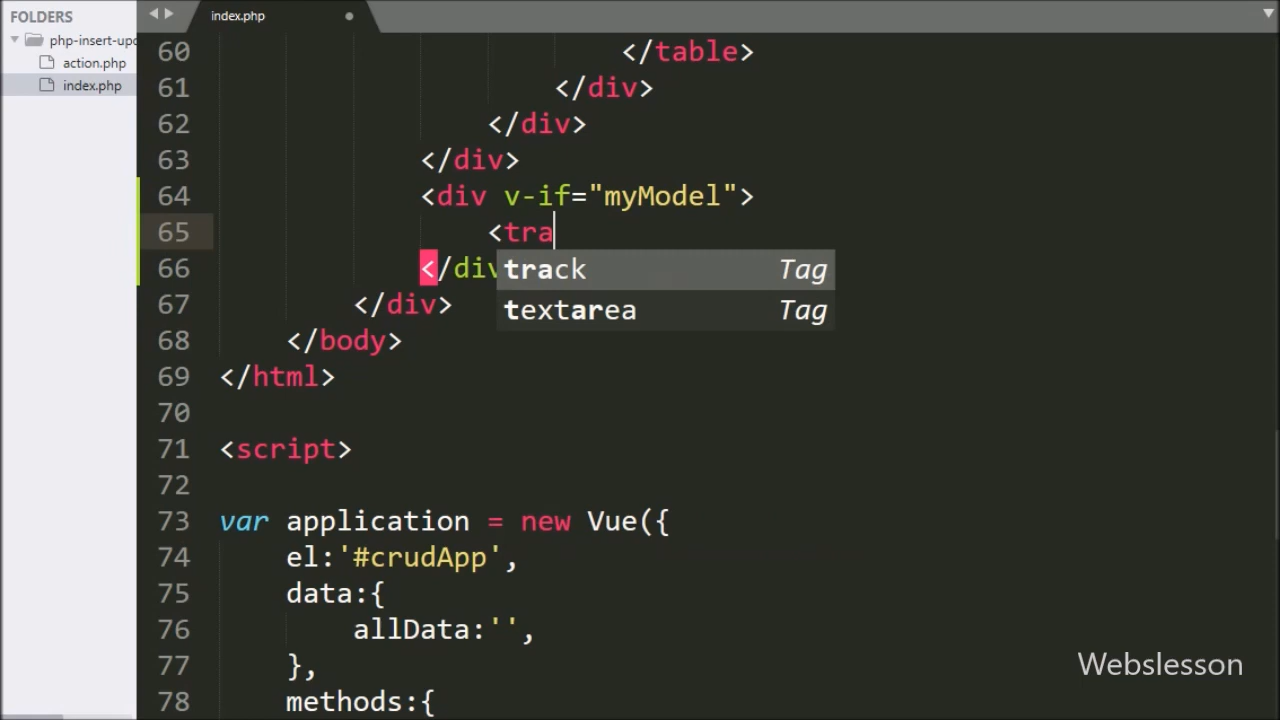 FOLDERS
index.php
php-insert-upd
action.php
index.php
60 </table>
61 </div>
62 </div>
63 </div>
64 <div v-if="myModel">
65 <tra
66 </div
track Tag
textarea Tag
67 </div>
68 </body>
69 </html>
70
71 <script>
72
73 var application = new Vue({
74 el:'#crudApp',
75 data:{
76 allData:'',
77 },
78 methods:{
Webslesson